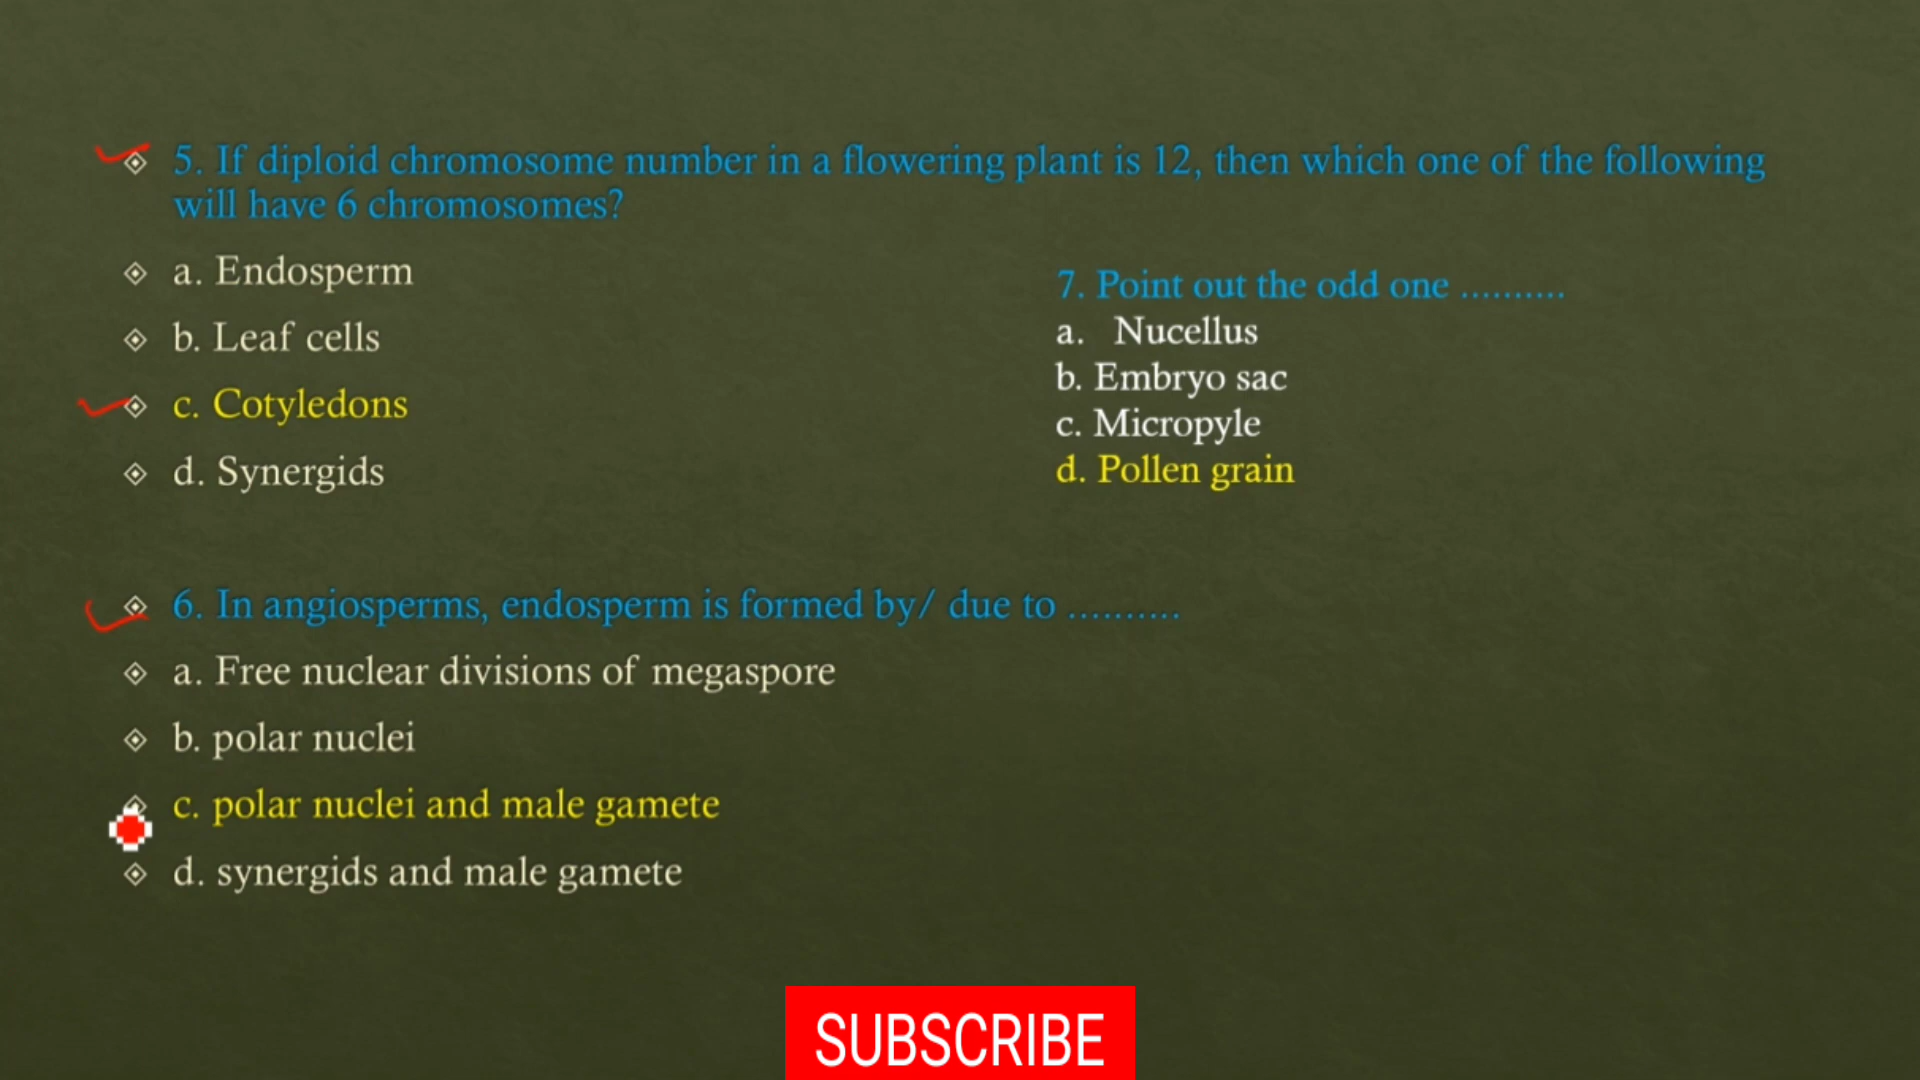 5. If diploid chromosome number in a flowering plant is 12, then which one of the following
will have 6 chromosomes?
a. Endosperm
b. Leaf cells
c. Cotyledons
d. Synergids
7. Point out the odd one ..........
a. Nucellus
b. Embryo sac
c. Micropyle
d. Pollen grain
6. In angiosperms, endosperm is formed by/ due to ..........
a. Free nuclear divisions of megaspore
b. polar nuclei
c. polar nuclei and male gamete
d. synergids and male gamete
SUBSCRIBE